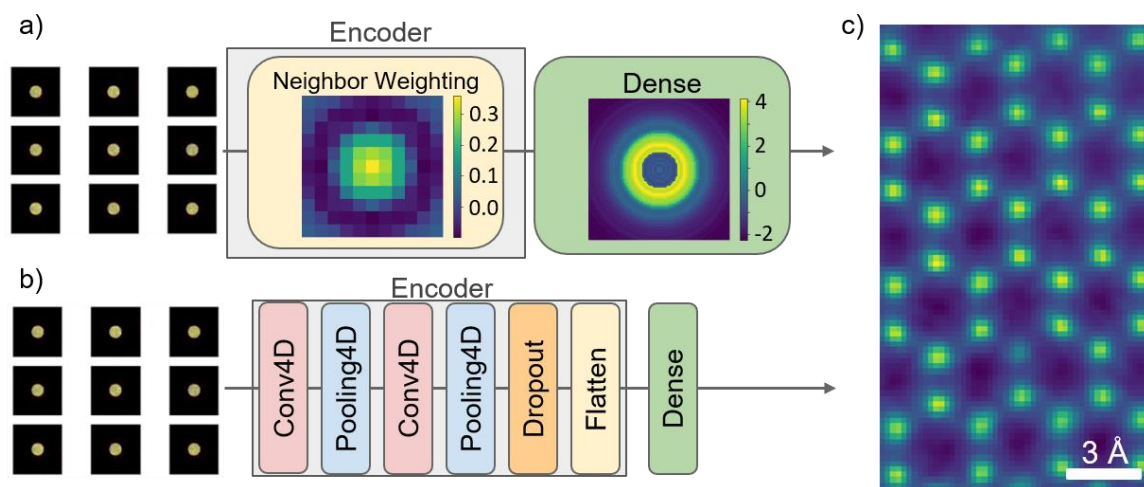 a)
Encoder
Neighbor Weighting
0.3
0.2
0.1
0.0
Dense
4
2
0
-2
b)
Encoder
Conv4D
Pooling4D
Conv4D
Pooling4D
Dropout
Flatten
Dense
c)
3 Å